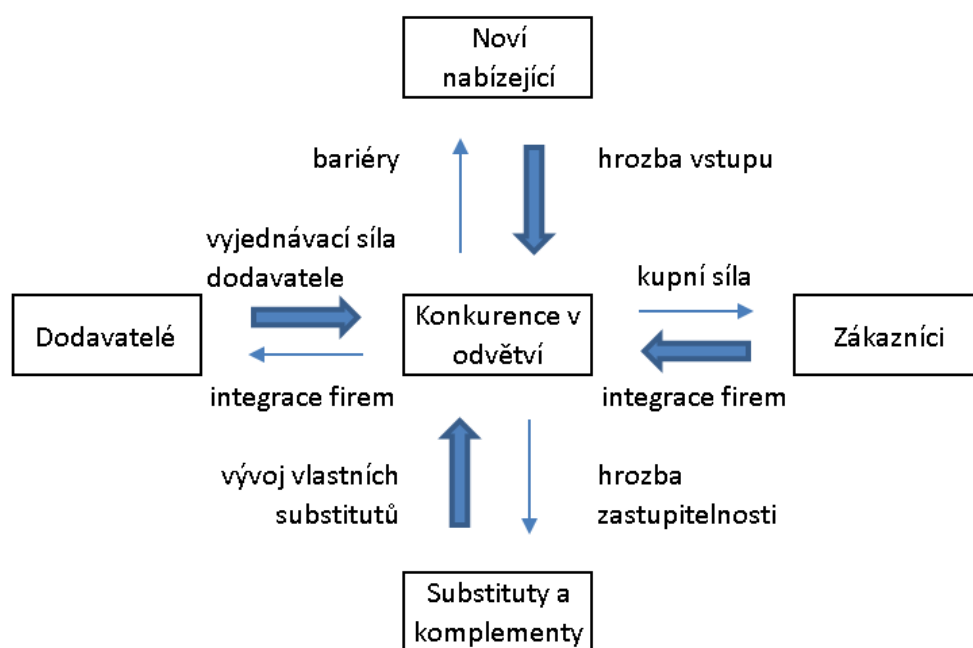 Noví
nabízející
bariéry
hrozba vstupu
vyjednávací síla
dodavatele
kupní síla
Dodavatelé
Konkurence v
odvětví
Zákazníci
integrace firem
integrace firem
vývoj vlastních
substitutů
hrozba
zastupitelnosti
Substituty a
komplementy